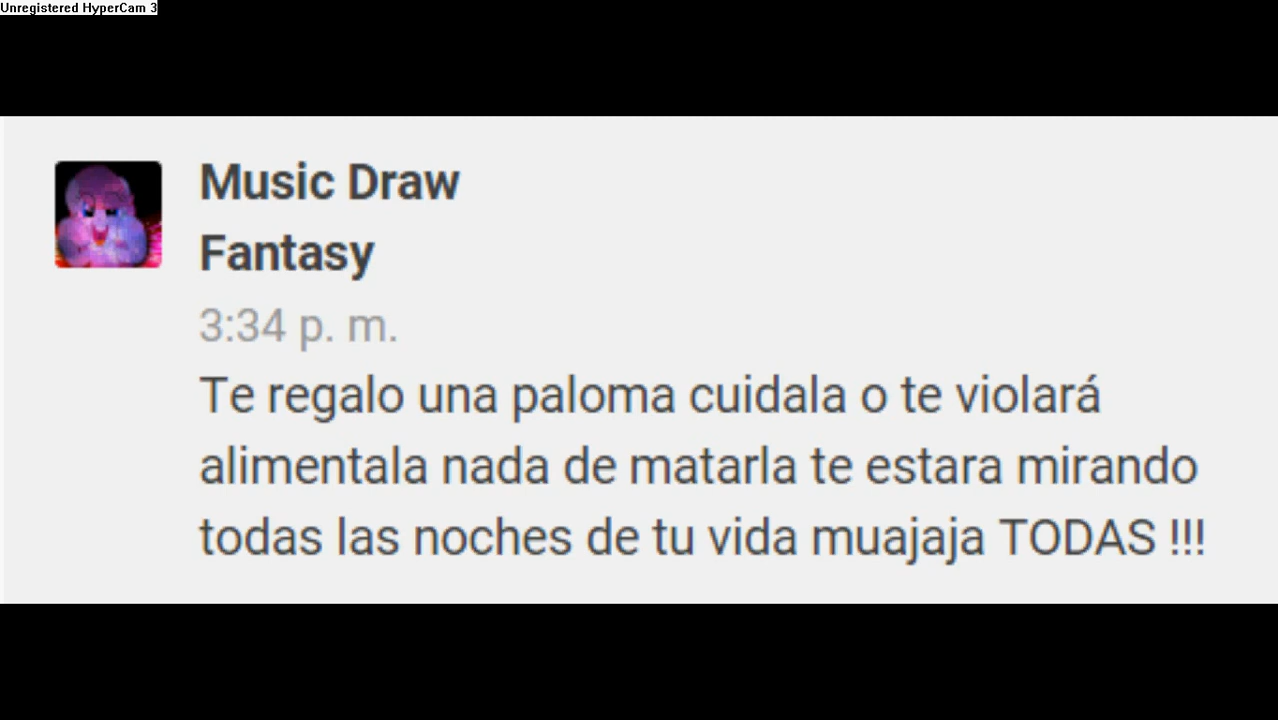 Unregistered HyperCam 3
Music Draw
Fantasy
3:34 p. m.
Te regalo una paloma cuidala o te violará
alimentala nada de matarla te estara mirando
todas las noches de tu vida muajaja TODAS !!!